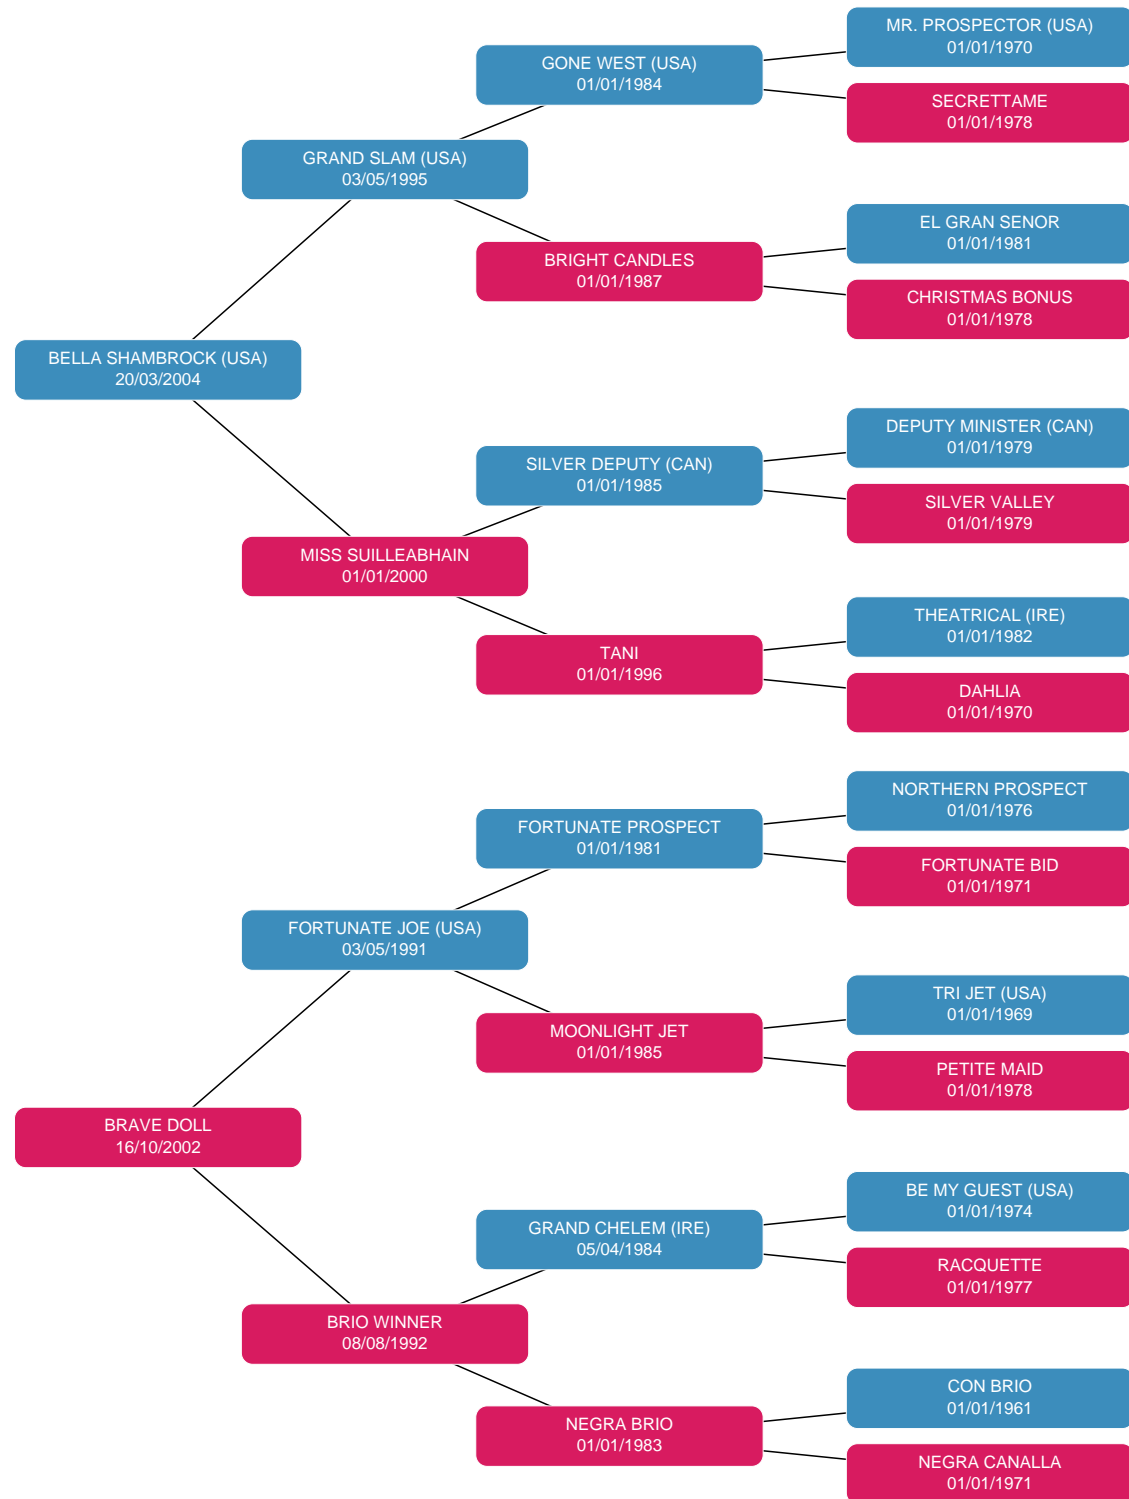 MR. PROSPECTOR (USA)
01/01/1970
GONE WEST (USA)
01/01/1984
SECRETTAME
01/01/1978
GRAND SLAM (USA)
03/05/1995
EL GRAN SENOR
01/01/1981
BRIGHT CANDLES
01/01/1987
CHRISTMAS BONUS
01/01/1978
BELLA SHAMBROCK (USA)
20/03/2004
DEPUTY MINISTER (CAN)
01/01/1979
SILVER DEPUTY (CAN)
01/01/1985
SILVER VALLEY
01/01/1979
MISS SUILLEABHAIN
01/01/2000
THEATRICAL (IRE)
01/01/1982
TANI
01/01/1996
DAHLIA
01/01/1970
NORTHERN PROSPECT
01/01/1976
FORTUNATE PROSPECT
01/01/1981
FORTUNATE BID
01/01/1971
FORTUNATE JOE (USA)
03/05/1991
TRI JET (USA)
01/01/1969
MOONLIGHT JET
01/01/1985
PETITE MAID
01/01/1978
BRAVE DOLL
16/10/2002
BE MY GUEST (USA)
01/01/1974
GRAND CHELEM (IRE)
05/04/1984
RACQUETTE
01/01/1977
BRIO WINNER
08/08/1992
CON BRIO
01/01/1961
NEGRA BRIO
01/01/1983
NEGRA CANALLA
01/01/1971